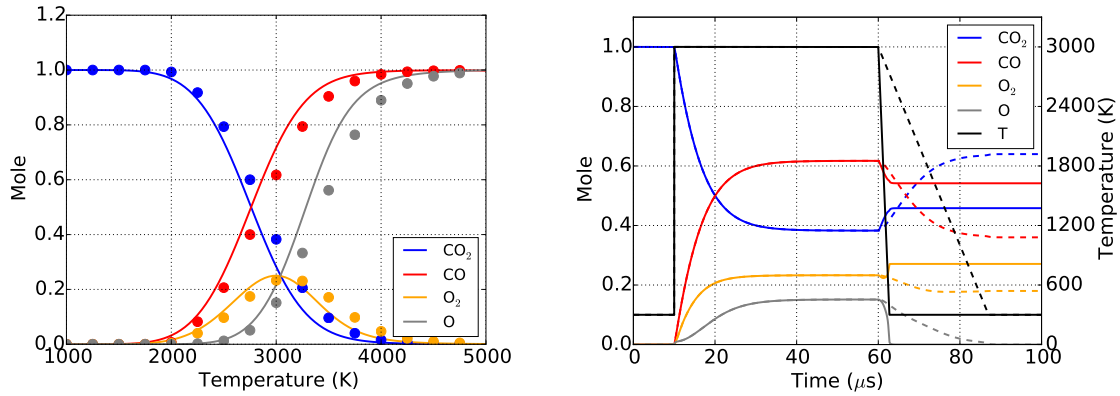 1.2
1.0
0.8
0.6
0.4
0.2
0.0
Mole
1000
2000
3000
4000
5000
Temperature (K)
CO₂
CO
O₂
O
1.0
0.8
0.6
0.4
0.2
0.0
Mole
0
20
40
60
80
100
Time (μs)
3000
2400
1800
1200
600
0
Temperature (K)
CO₂
CO
O₂
O
T